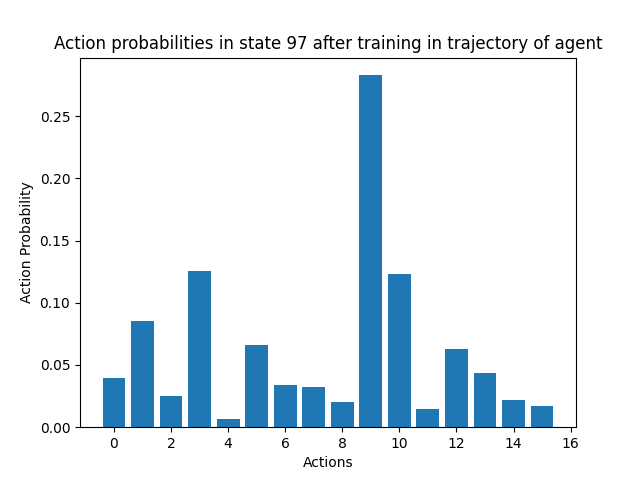 Action probabilities in state 97 after training in trajectory of agent
0.25
0.20
0.15
0.10
0.05
0.00
Action Probability
0 2 4 6 8 10 12 14 16
Actions